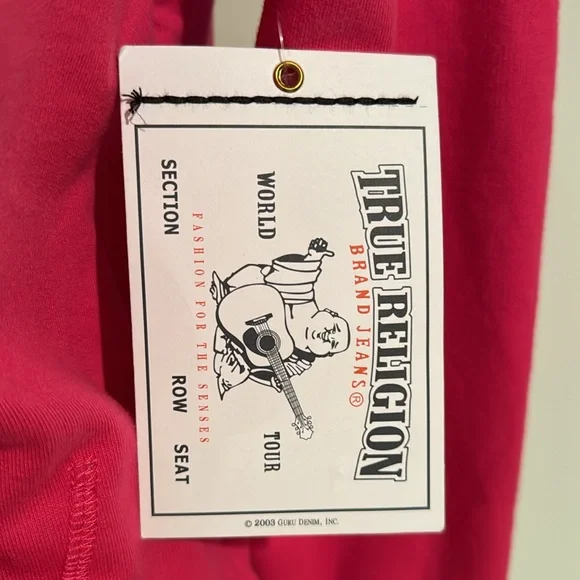 TRUE RELIGION
BRAND JEANS®
WORLD TOUR
FASHION FOR THE SENSES
SECTION ROW SEAT
© 2003 GURU DENIM, INC.